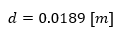 d = 0.0189 [m]